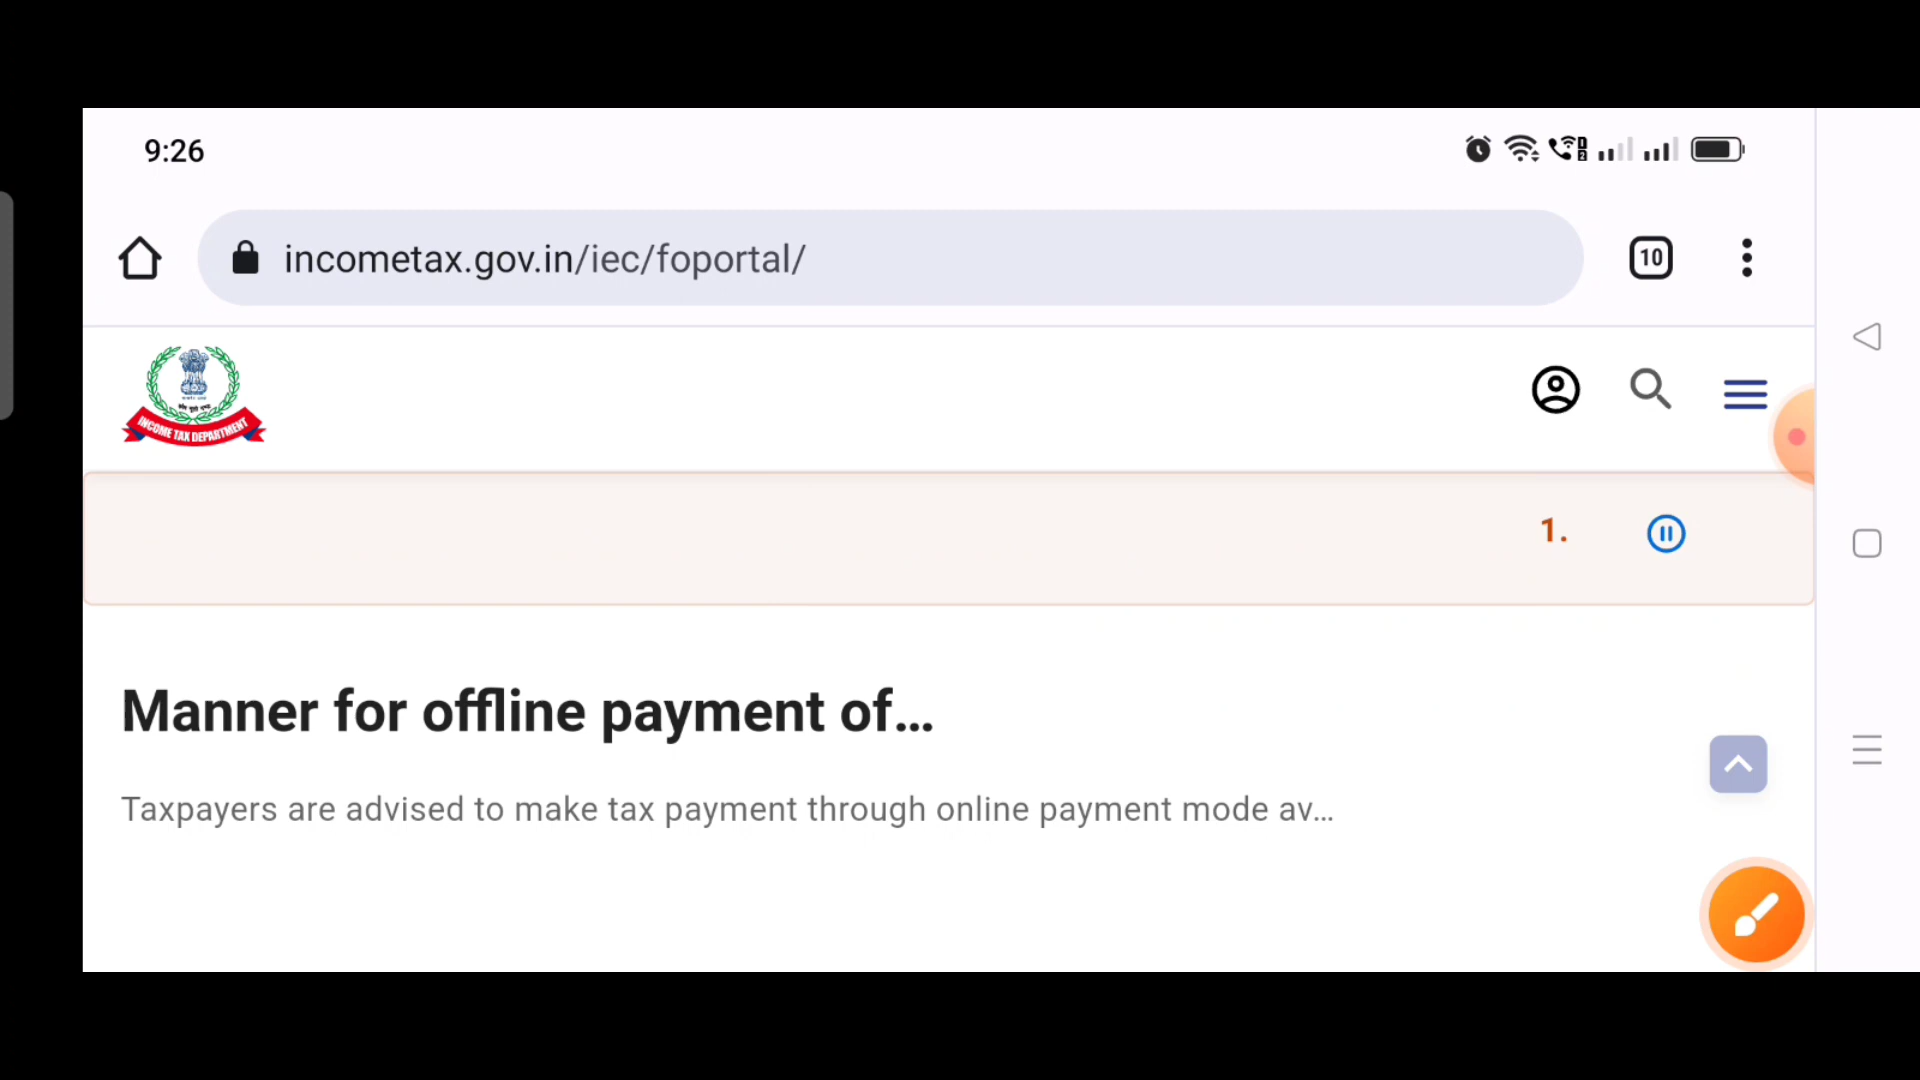 9:26
incometax.gov.in/iec/foportal/
10
INCOME TAX DEPARTMENT
1.
Manner for offline payment of...
Taxpayers are advised to make tax payment through online payment mode av...